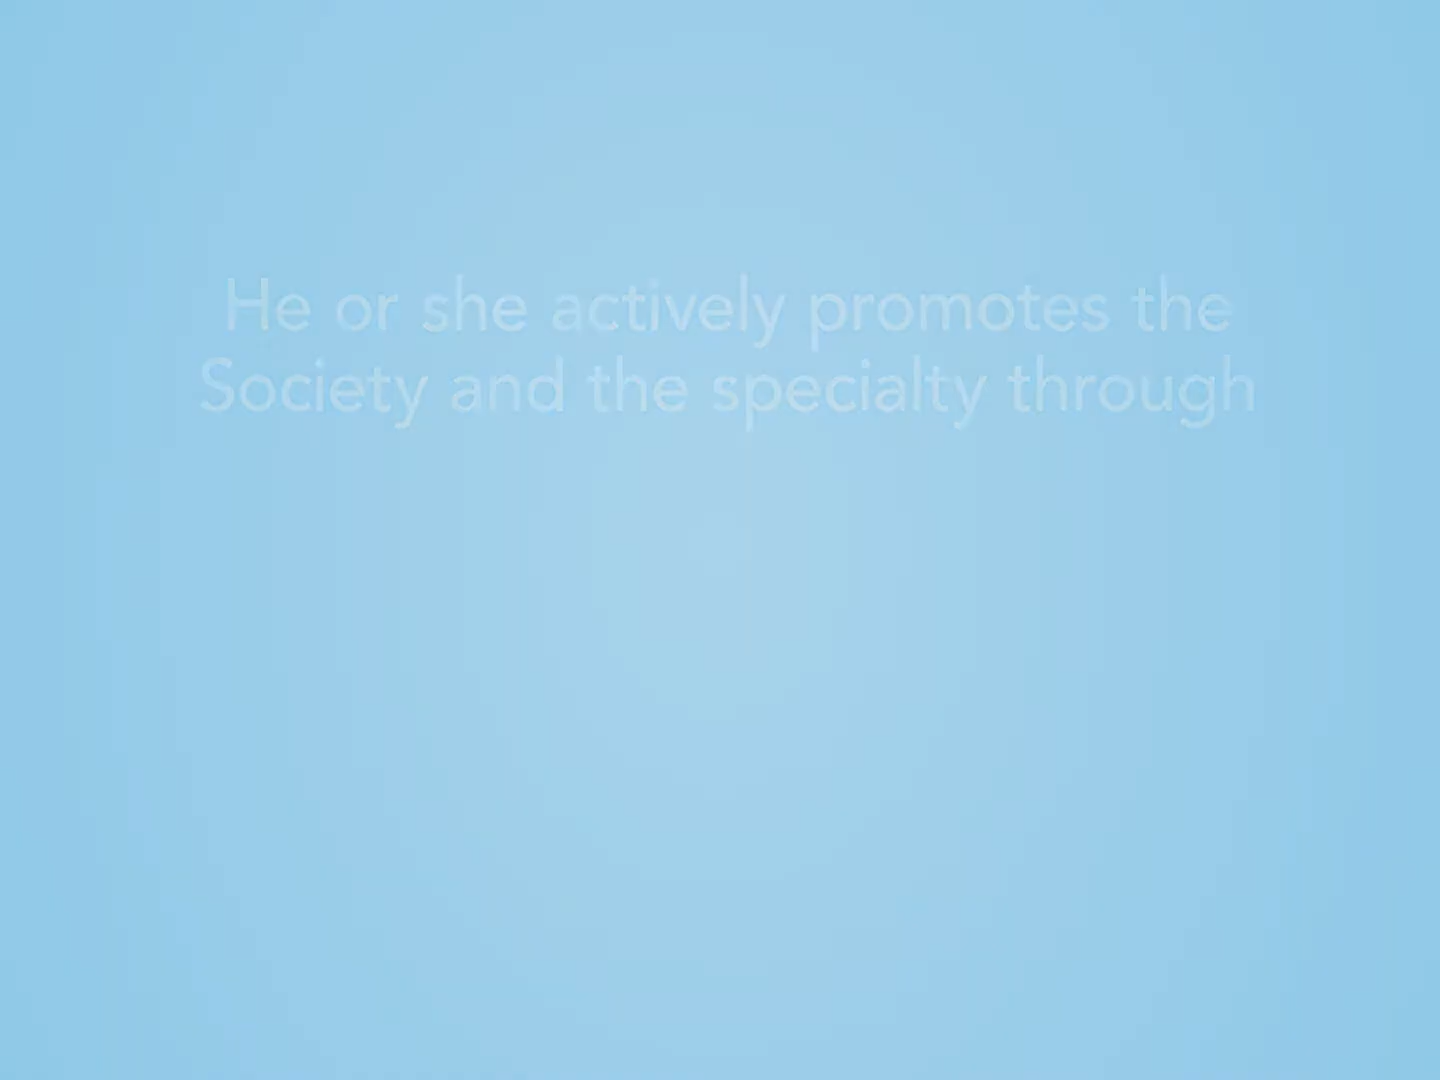 He or she actively promotes the
Society and the specialty through